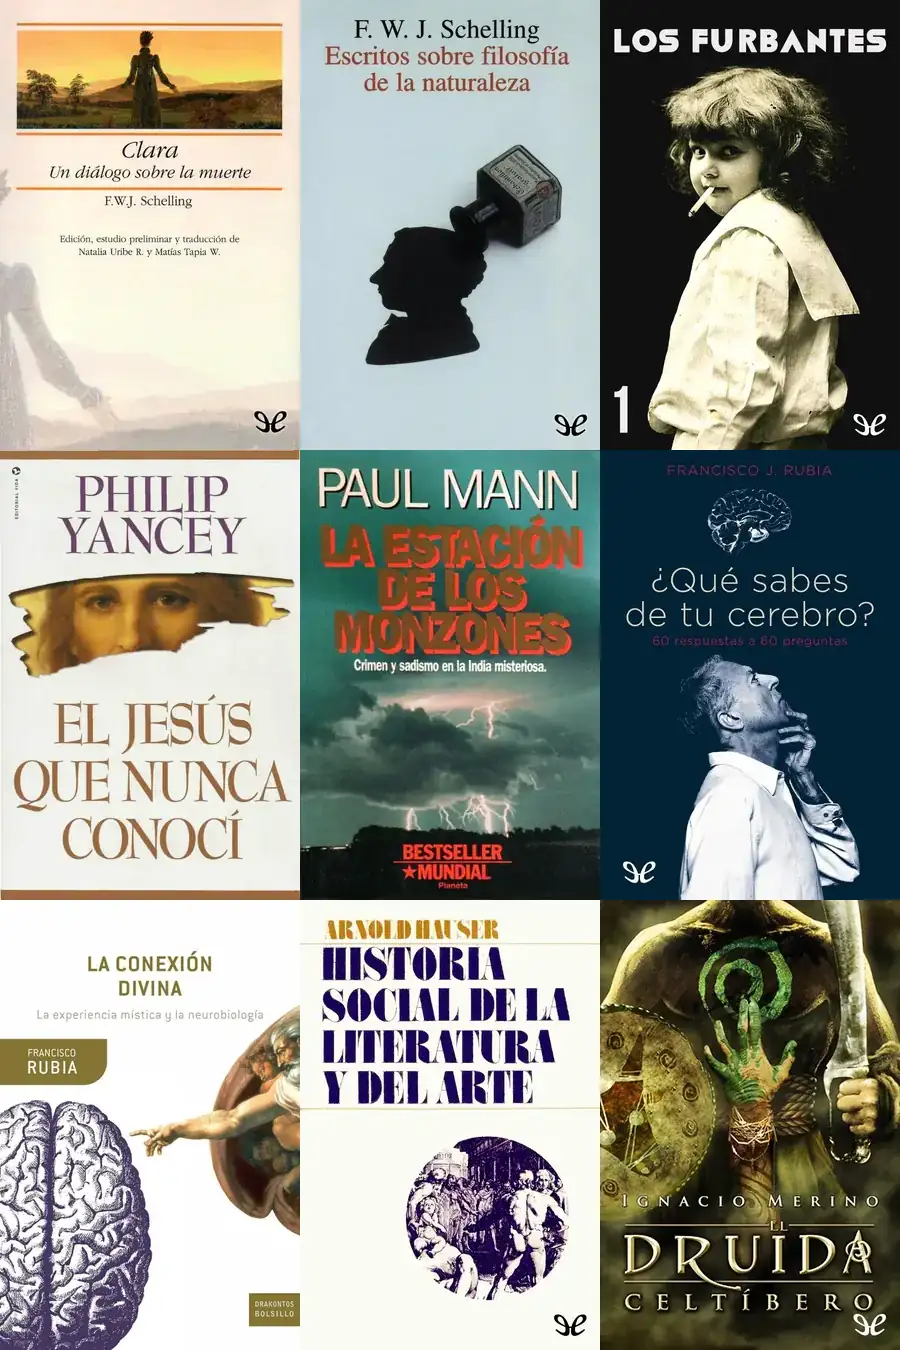 Clara
Un diálogo sobre la muerte
F.W.J. Schelling
Edición, estudio preliminar y traducción de
Natalia Uribe R. y Matías Tapia W.
F. W. J. Schelling
Escritos sobre filosofía
de la naturaleza
LOS FURBANTES
1
EDITORIAL VIDA
PHILIP
YANCEY
EL JESÚS
QUE NUNCA
CONOCÍ
PAUL MANN
LA ESTACIÓN
DE LOS
MONZONES
Crimen y sadismo en la India misteriosa.
BESTSELLER
MUNDIAL
Planeta
FRANCISCO J. RUBIA
¿Qué sabes
de tu cerebro?
60 respuestas a 60 preguntas
LA CONEXIÓN
DIVINA
La experiencia mística y la neurobiología
FRANCISCO
RUBIA
DRAKONTOS
BOLSILLO
ARNOLD HAUSER
HISTORIA
SOCIAL DE LA
LITERATURA
Y DEL ARTE
IGNACIO MERINO
EL
DRUIDA
CELTÍBERO